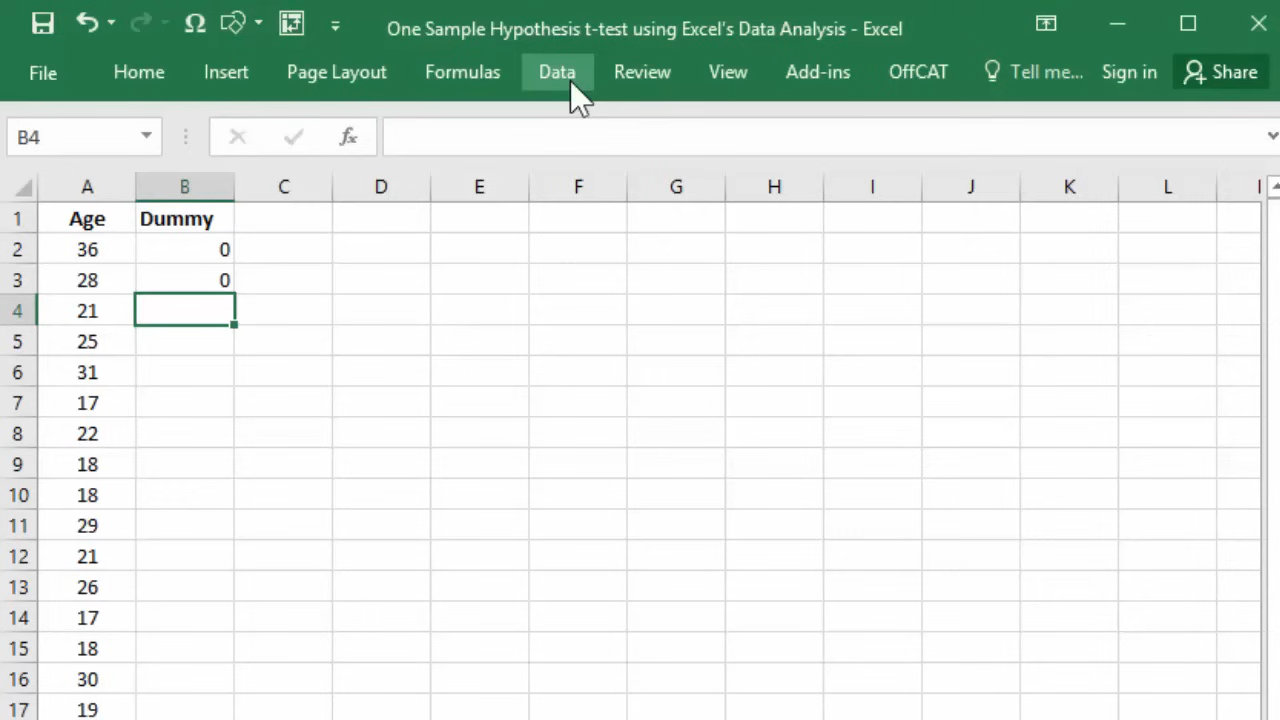 One Sample Hypothesis t-test using Excel's Data Analysis - Excel
File Home Insert Page Layout Formulas Data Review View Add-ins OffCAT Tell me... Sign in Share
B4 fx
A B C D E F G H I J K L
1 Age Dummy
2 36 0
3 28 0
4 21
5 25
6 31
7 17
8 22
9 18
10 18
11 29
12 21
13 26
14 17
15 18
16 30
17 19